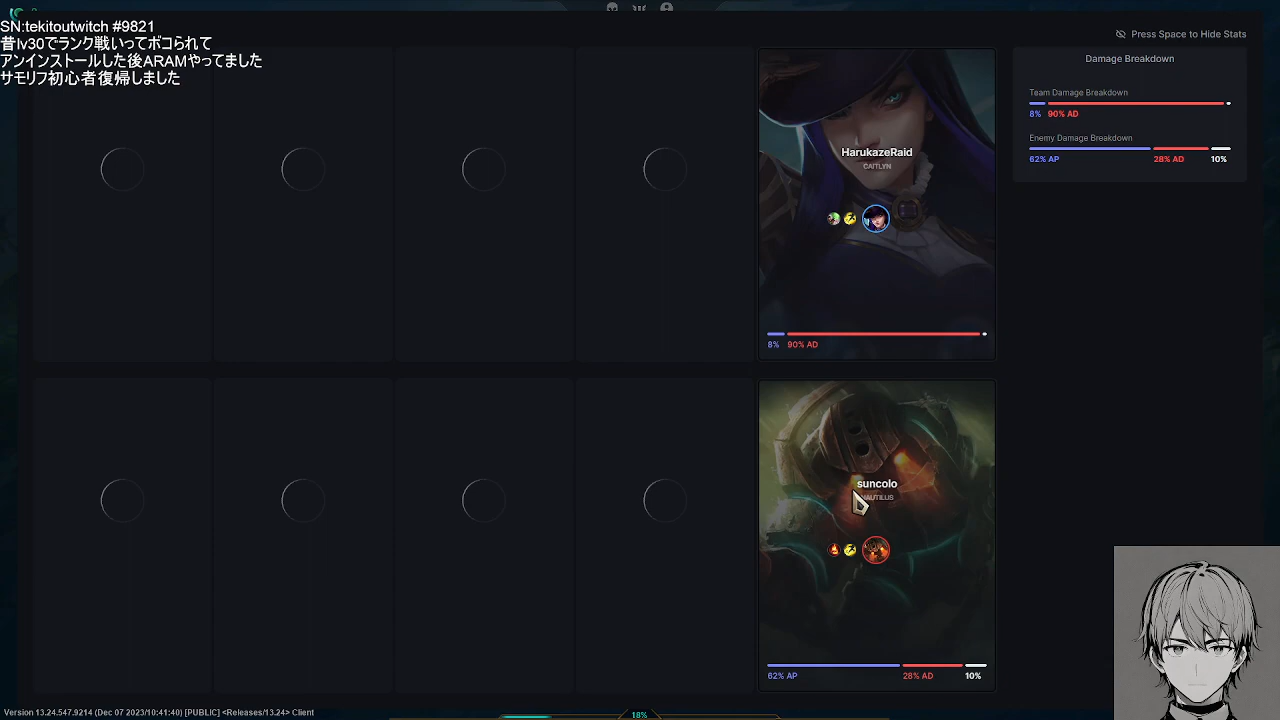 SN:tekitoutwitch #9821
昔lv30でランク戦いってボコられて
アンインストールした後ARAMやってました
サモリフ初心者復帰しました
Press Space to Hide Stats
Damage Breakdown
Team Damage Breakdown
8% 90% AD
Enemy Damage Breakdown
62% AP 28% AD 10%
HarukazeRaid
CAITLYN
8% 90% AD
suncolo
NAUTILUS
62% AP 28% AD 10%
Version 13.24.547.9214 (Dec 07 2023/10:41:40) [PUBLIC] <Releases/13.24> Client
18%